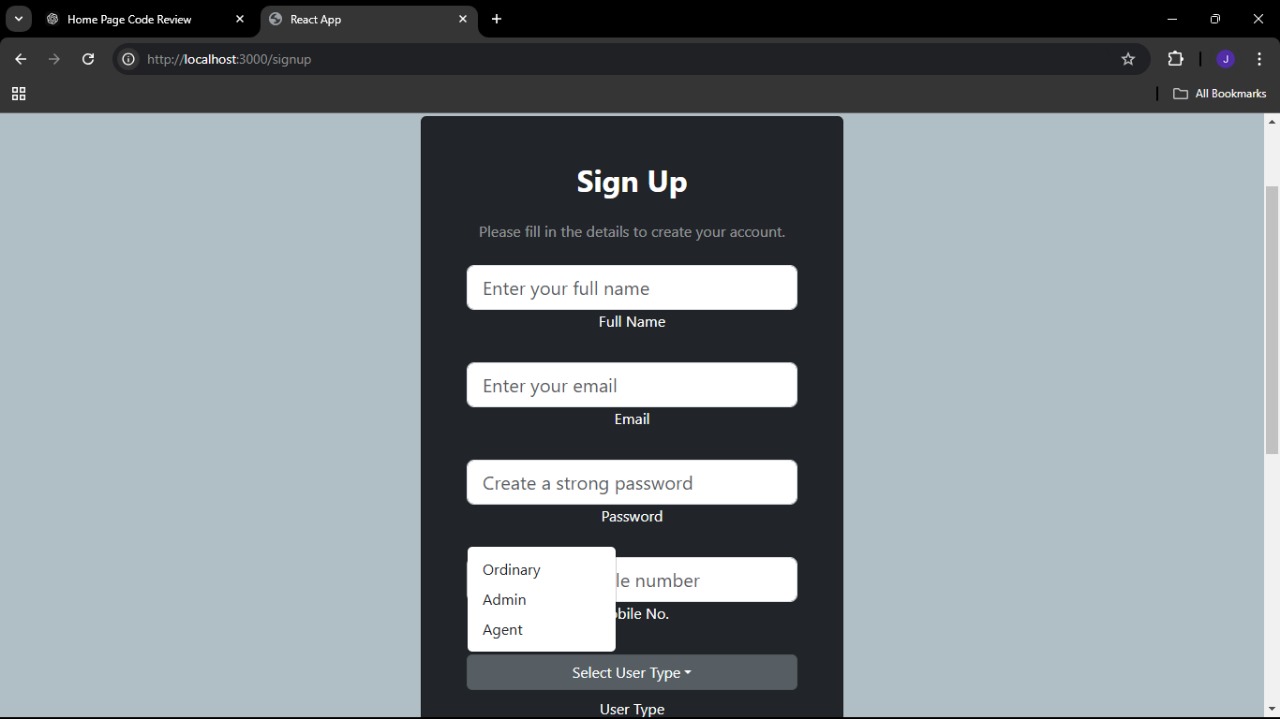 Home Page Code Review
React App
http://localhost:3000/signup
J
All Bookmarks
Sign Up
Please fill in the details to create your account.
Enter your full name
Full Name
Enter your email
Email
Create a strong password
Password
Ordinary
le number
Admin
bile No.
Agent
Select User Type
User Type